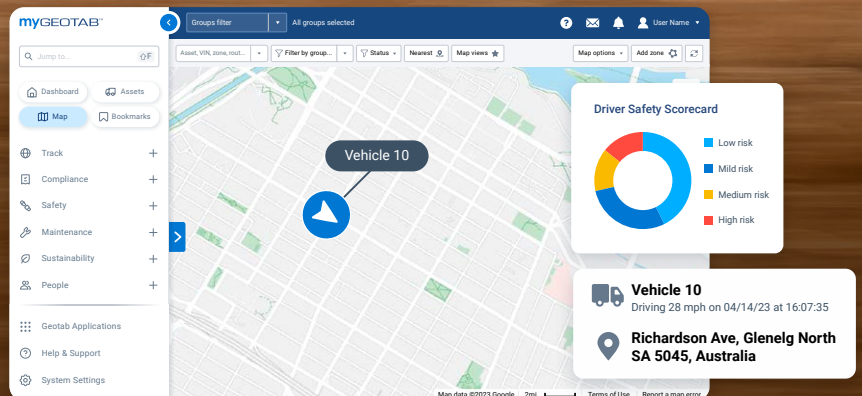 myGEOTAB™
Groups filter
All groups selected
User Name
Jump to...
F
Asset, VIN, zone, rout...
Filter by group...
Status
Nearest
Map views
Map options
Add zone
Dashboard
Assets
Map
Bookmarks
Track
Compliance
Safety
Maintenance
Sustainability
People
Geotab Applications
Help & Support
System Settings
Vehicle 10
Driver Safety Scorecard
Low risk
Mild risk
Medium risk
High risk
Vehicle 10
Driving 28 mph on 04/14/23 at 16:07:35
Richardson Ave, Glenelg North
SA 5045, Australia
Map data ©2023 Google 2mi Terms of Use Report a map error